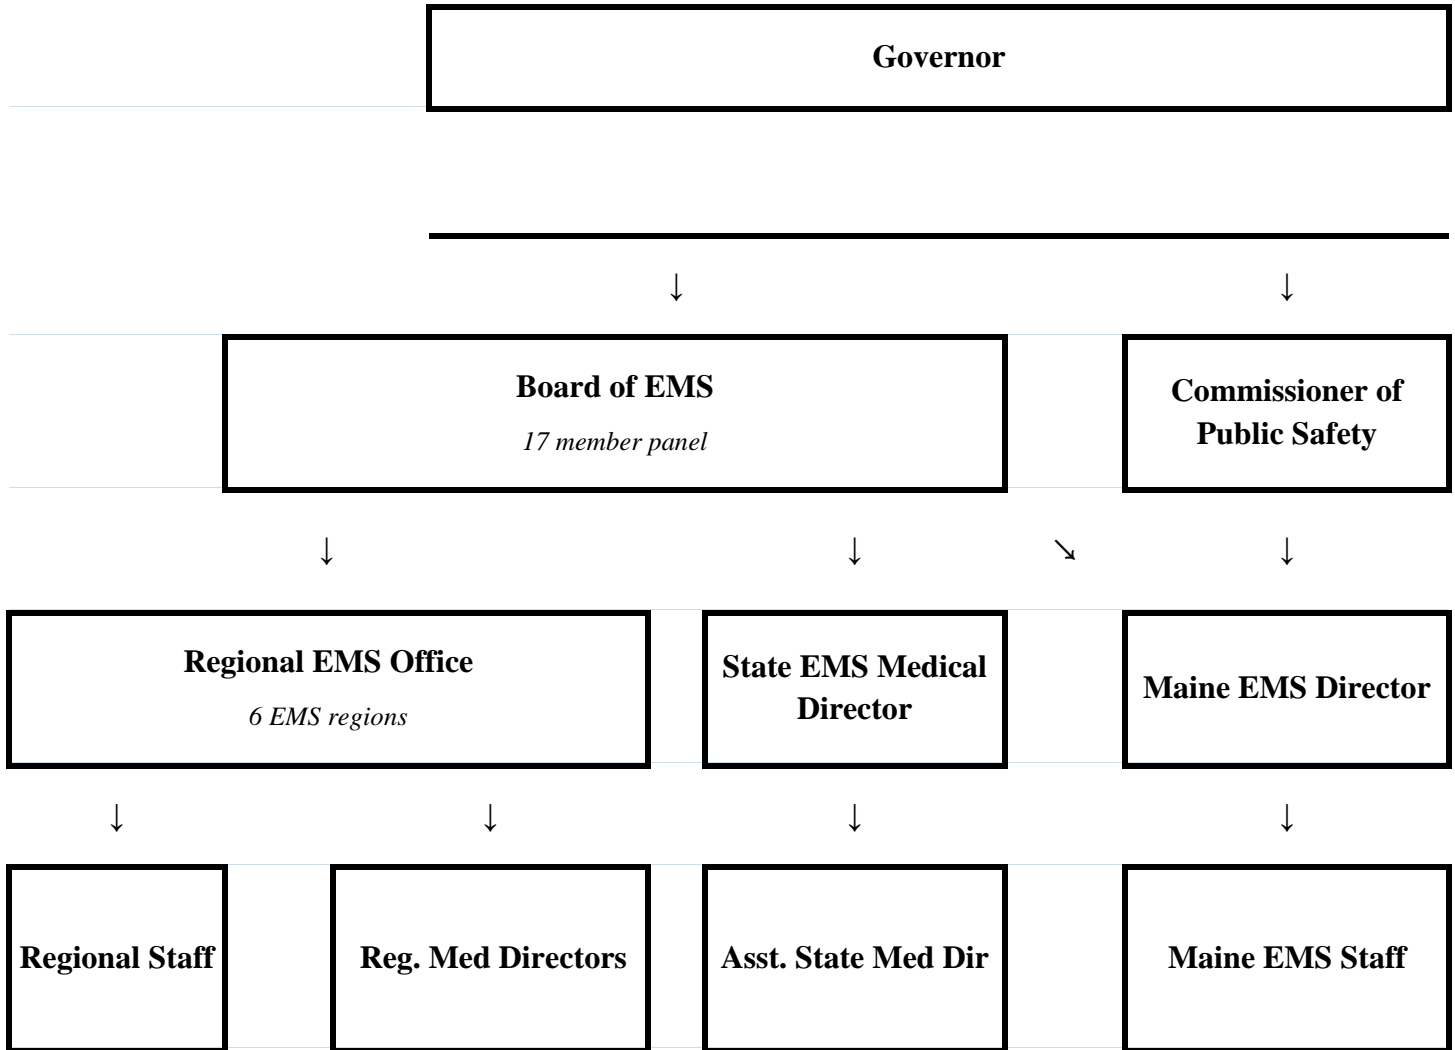 Governor
↓ ↓
Board of EMS
17 member panel
Commissioner of
Public Safety
↓ ↓ ↘ ↓
Regional EMS Office
6 EMS regions
State EMS Medical
Director
Maine EMS Director
↓ ↓ ↓ ↓
Regional Staff
Reg. Med Directors
Asst. State Med Dir
Maine EMS Staff